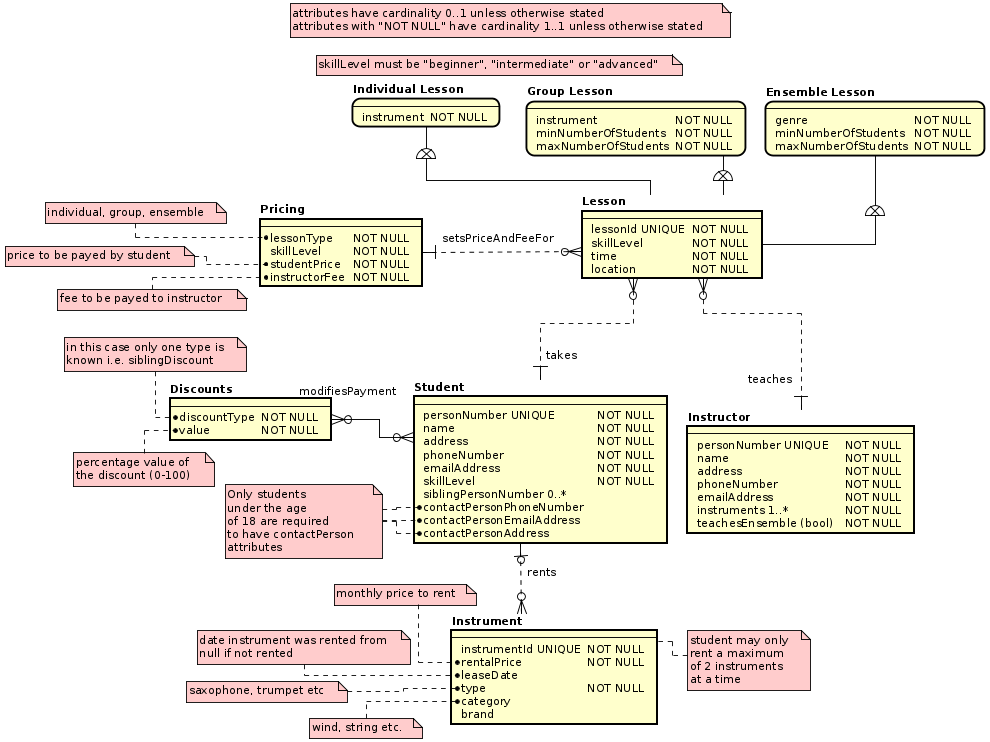 attributes have cardinality 0..1 unless otherwise stated
attributes with "NOT NULL" have cardinality 1..1 unless otherwise stated
skillLevel must be "beginner", "intermediate" or "advanced"
Individual Lesson
instrument NOT NULL
Group Lesson
instrument NOT NULL
minNumberOfStudents NOT NULL
maxNumberOfStudents NOT NULL
Ensemble Lesson
genre NOT NULL
minNumberOfStudents NOT NULL
maxNumberOfStudents NOT NULL
individual, group, ensemble
price to be payed by student
fee to be payed to instructor
Pricing
lessonType NOT NULL
skillLevel NOT NULL
studentPrice NOT NULL
instructorFee NOT NULL
setsPriceAndFeeFor
Lesson
lessonId UNIQUE NOT NULL
skillLevel NOT NULL
time NOT NULL
location NOT NULL
takes
teaches
in this case only one type is
known i.e. siblingDiscount
Discounts
discountType NOT NULL
value NOT NULL
modifiesPayment
percentage value of
the discount (0-100)
Student
personNumber UNIQUE NOT NULL
name NOT NULL
address NOT NULL
phoneNumber NOT NULL
emailAddress NOT NULL
skillLevel NOT NULL
siblingPersonNumber 0..*
contactPersonPhoneNumber
contactPersonEmailAddress
contactPersonAddress
Only students
under the age
of 18 are required
to have contactPerson
attributes
Instructor
personNumber UNIQUE NOT NULL
name NOT NULL
address NOT NULL
phoneNumber NOT NULL
emailAddress NOT NULL
instruments 1..* NOT NULL
teachesEnsemble (bool) NOT NULL
rents
monthly price to rent
date instrument was rented from
null if not rented
saxophone, trumpet etc
wind, string etc.
Instrument
instrumentId UNIQUE NOT NULL
rentalPrice NOT NULL
leaseDate
type NOT NULL
category
brand
student may only
rent a maximum
of 2 instruments
at a time